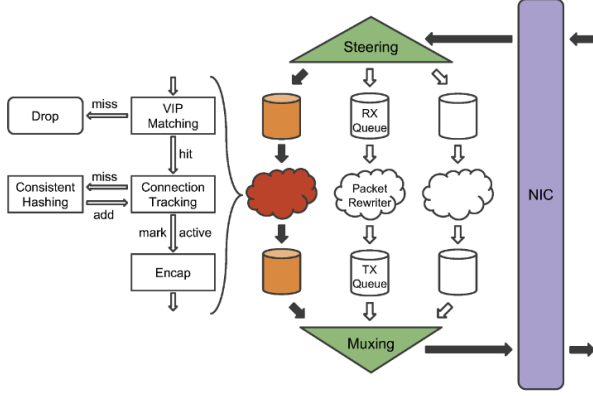 Steering
miss
VIP
Matching
Drop
hit
RX
Queue
miss
Consistent
Hashing
add
Connection
Tracking
Packet
Rewriter
NIC
mark active
Encap
TX
Queue
Muxing